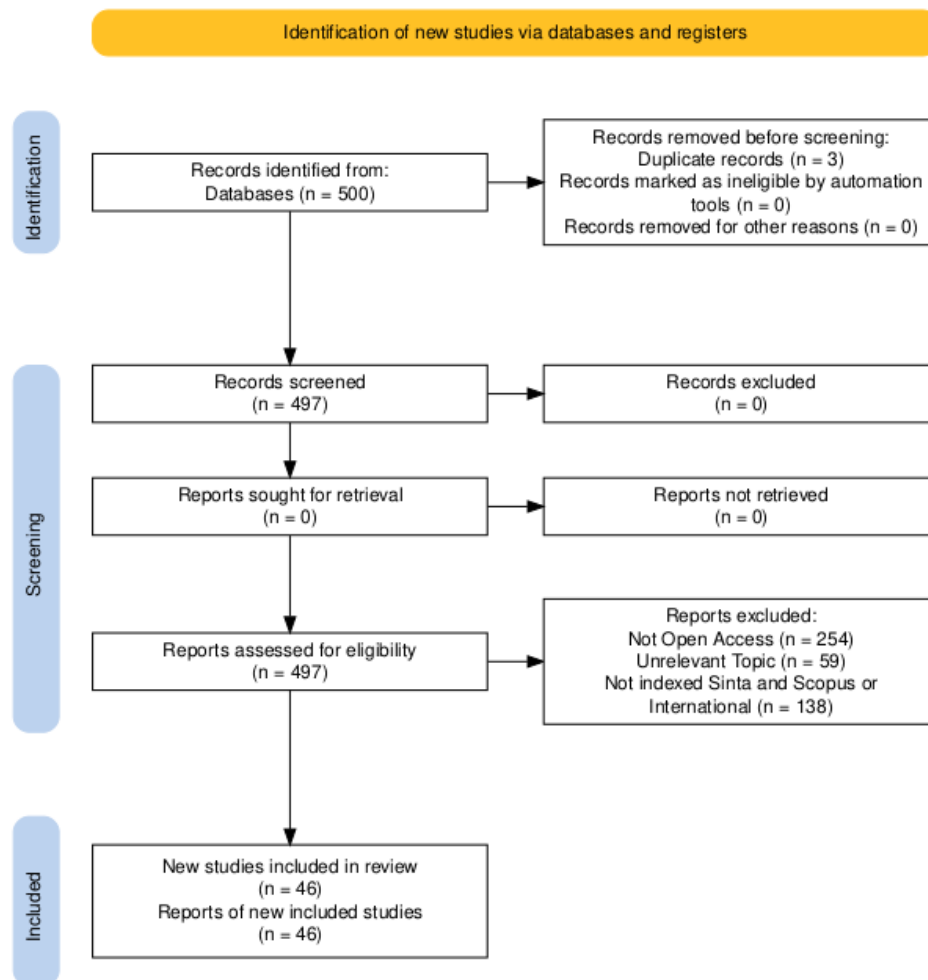 Identification of new studies via databases and registers
Identification
Records identified from:
Databases (n = 500)
Records removed before screening:
Duplicate records (n = 3)
Records marked as ineligible by automation
tools (n = 0)
Records removed for other reasons (n = 0)
Screening
Records screened
(n = 497)
Records excluded
(n = 0)
Reports sought for retrieval
(n = 0)
Reports not retrieved
(n = 0)
Reports assessed for eligibility
(n = 497)
Reports excluded:
Not Open Access (n = 254)
Unrelevant Topic (n = 59)
Not indexed Sinta and Scopus or
International (n = 138)
Included
New studies included in review
(n = 46)
Reports of new included studies
(n = 46)